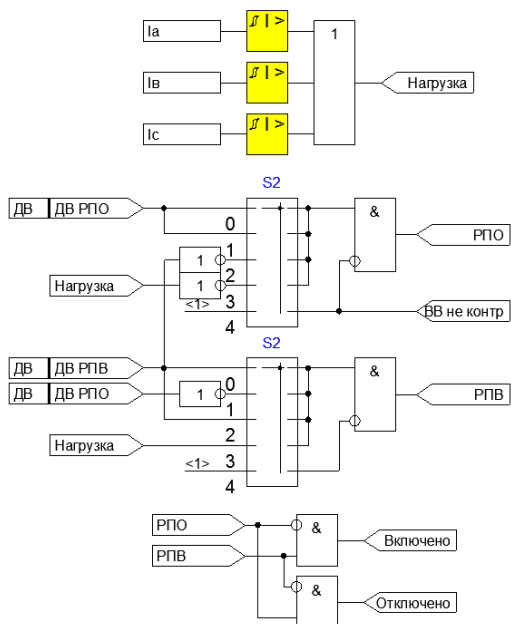 Ia
I >
1
Iв
I >
Нагрузка
Ic
I >
S2
ДВ ДВ РПО
0
&
РПО
1
1
Нагрузка
1
2
<1>
3
ВВ не контр
4
S2
ДВ ДВ РПВ
0
&
ДВ ДВ РПО
1
РПВ
1
Нагрузка
2
<1>
3
4
РПО
&
Включено
РПВ
&
Отключено